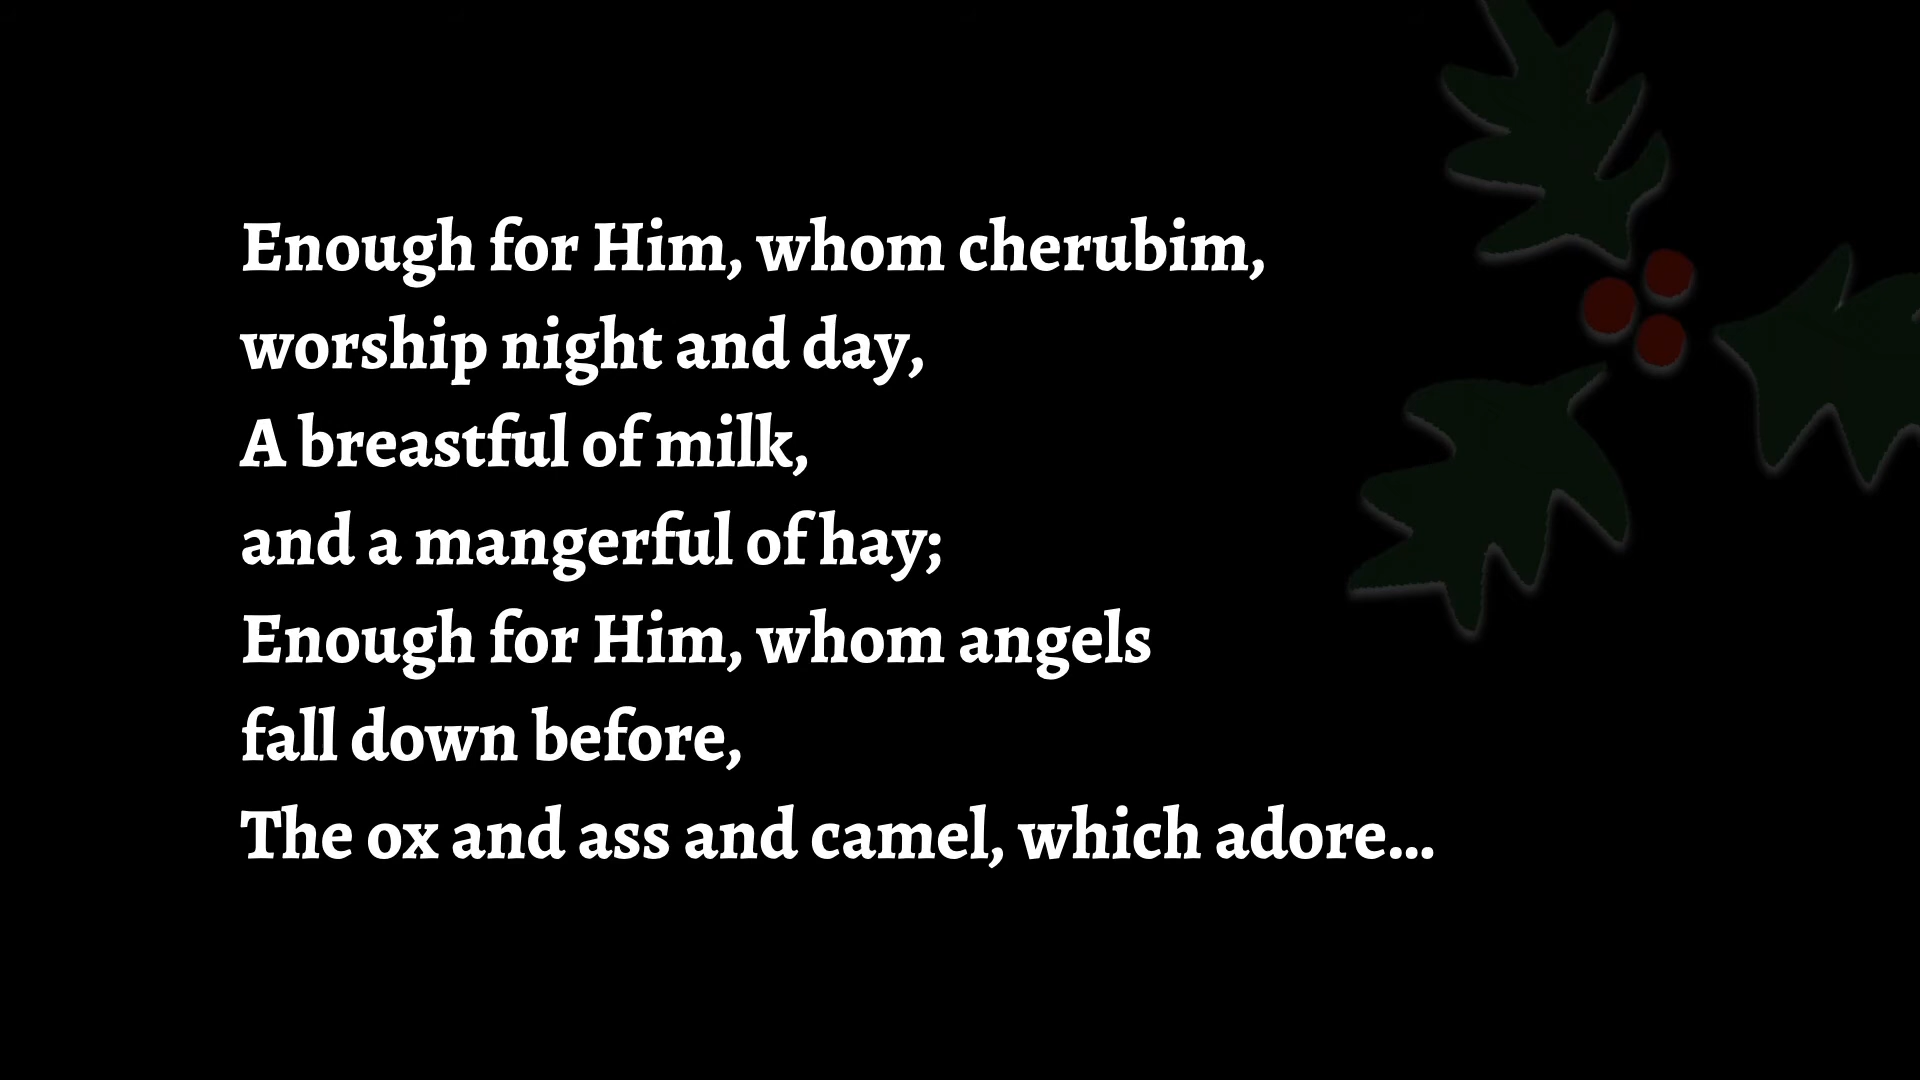 Enough for Him, whom cherubim,
worship night and day,
A breastful of milk,
and a mangerful of hay;
Enough for Him, whom angels
fall down before,
The ox and ass and camel, which adore...